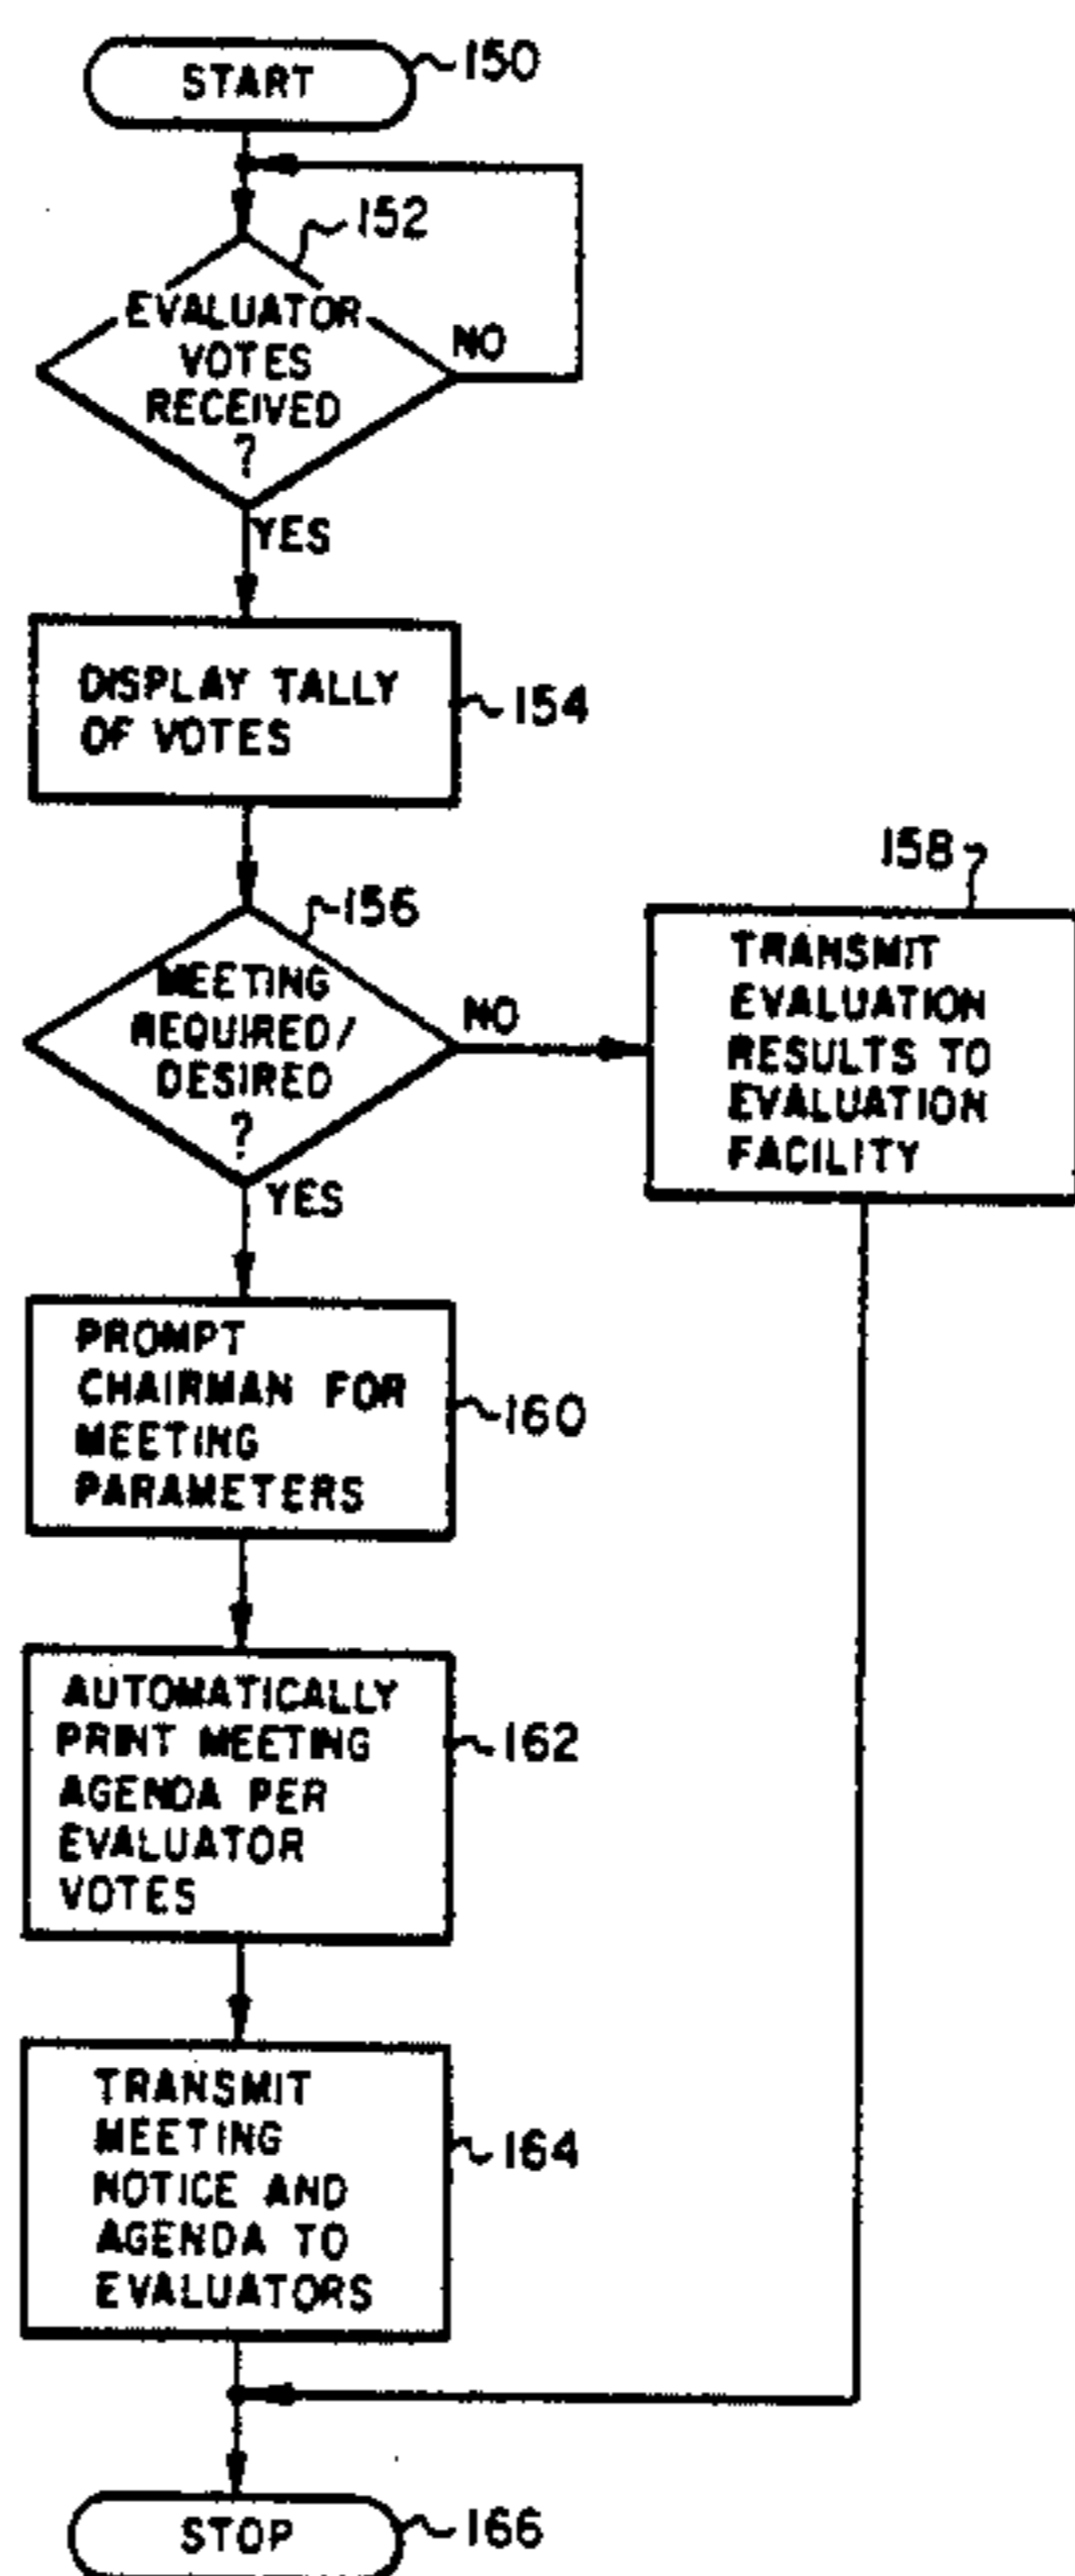 START
150
152
EVALUATOR
VOTES
RECEIVED
?
NO
YES
DISPLAY TALLY
OF VOTES
154
156
MEETING
REQUIRED/
DESIRED
?
NO
YES
158
TRANSMIT
EVALUATION
RESULTS TO
EVALUATION
FACILITY
PROMPT
CHAIRMAN FOR
MEETING
PARAMETERS
160
AUTOMATICALLY
PRINT MEETING
AGENDA PER
EVALUATOR
VOTES
162
TRANSMIT
MEETING
NOTICE AND
AGENDA TO
EVALUATORS
164
STOP
166